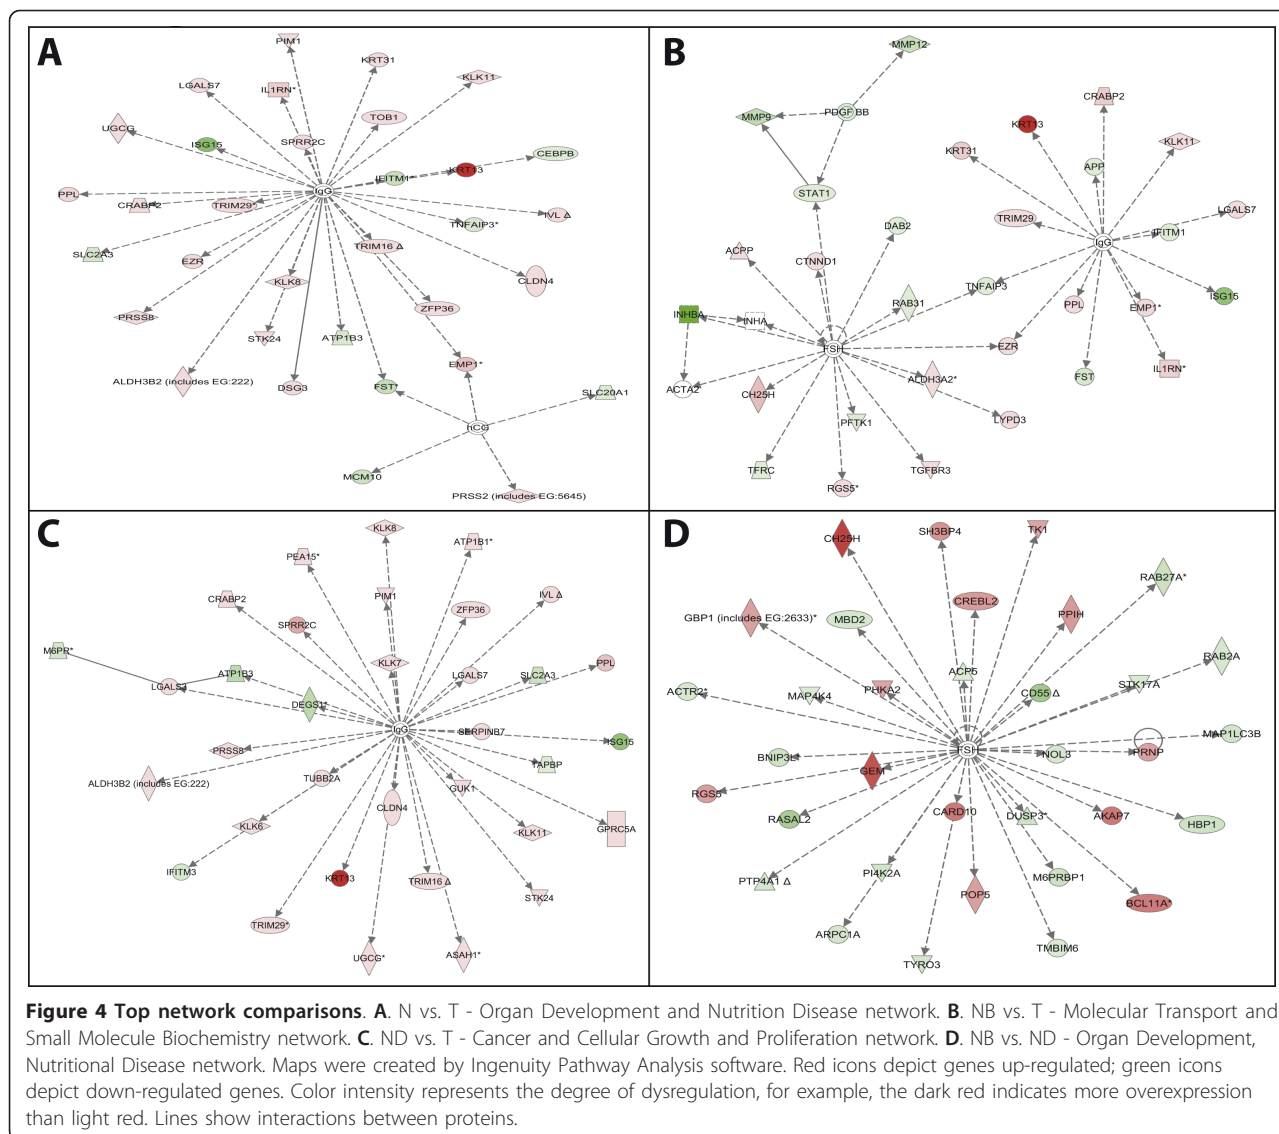 A
PIM1
KRT31
LGALS7
IL1RN*
KLK11
TOB1
UGCG
ISG15
SPRR2C
CEBPB
IFITM1*
KRT13
IgG
PPL
CRABP2
TRIM29*
IVL Δ
TNFAIP3*
SLC2A3
TRIM16 Δ
EZR
KLK8
CLDN4
PRSS8
ZFP36
STK24
ATP1B3
EMP1*
ALDH3B2 (includes EG:222)
DSG3
FST*
SLC20A1
hCG
MCM10
PRSS2 (includes EG:5645)
B
MMP12
MMP9
PDGF BB
CRABP2
KRT13
KRT31
KLK11
APP
STAT1
TRIM29
LGALS7
DAB2
IFITM1
IgG
ACPP
CTNND1
TNFAIP3
RAB31
ISG15
PPL
EMP1*
INHBA
INHA
FSH
EZR
ACTA2
CH25H
ALDH3A2*
FST
IL1RN*
PFTK1
LYPD3
TFRC
RGS5*
TGFBR3
C
KLK8
PEA15*
ATP1B1*
CRABP2
PIM1
IVL Δ
ZFP36
SPRR2C
M6PR*
KLK7
PPL
LGALS3
ATP1B3
LGALS7
SLC2A3
DEGS1*
IgG
SERPINB7
ISG15
PRSS8
TAPBP
ALDH3B2 (includes EG:222)
TUBB2A
GUK1
CLDN4
KLK6
KLK11
GPRC5A
IFITM3
KRT13
TRIM16 Δ
STK24
TRIM29*
UGCG*
ASAH1*
D
CH25H
SH3BP4
TK1
RAB27A*
CREBL2
GBP1 (includes EG:2633)*
MBD2
PPIH
RAB2A
ACP5
STK17A
ACTR2*
MAP4K4
PHKA2
CD55 Δ
MAP1LC3B
FSH
BNIP3L
NOL3
PRNP
GEM
RGS5
RASAL2
CARD10
DUSP3*
AKAP7
HBP1
PTP4A1 Δ
PI4K2A
M6PRBP1
POP5
BCL11A*
ARPC1A
TMBIM6
TYRO3
Figure 4 Top network comparisons. A. N vs. T - Organ Development and Nutrition Disease network. B. NB vs. T - Molecular Transport and
Small Molecule Biochemistry network. C. ND vs. T - Cancer and Cellular Growth and Proliferation network. D. NB vs. ND - Organ Development,
Nutritional Disease network. Maps were created by Ingenuity Pathway Analysis software. Red icons depict genes up-regulated; green icons
depict down-regulated genes. Color intensity represents the degree of dysregulation, for example, the dark red indicates more overexpression
than light red. Lines show interactions between proteins.